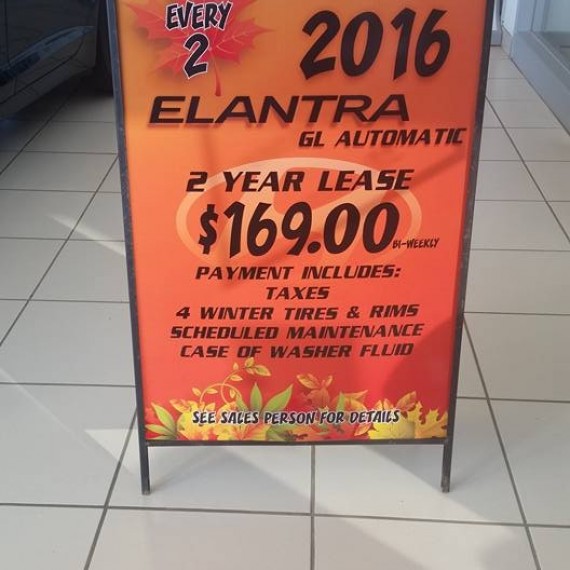 EVERY
2
2016
ELANTRA
GL AUTOMATIC
2 YEAR LEASE
$169.00 BI-WEEKLY
PAYMENT INCLUDES:
TAXES
4 WINTER TIRES & RIMS
SCHEDULED MAINTENANCE
CASE OF WASHER FLUID
SEE SALES PERSON FOR DETAILS